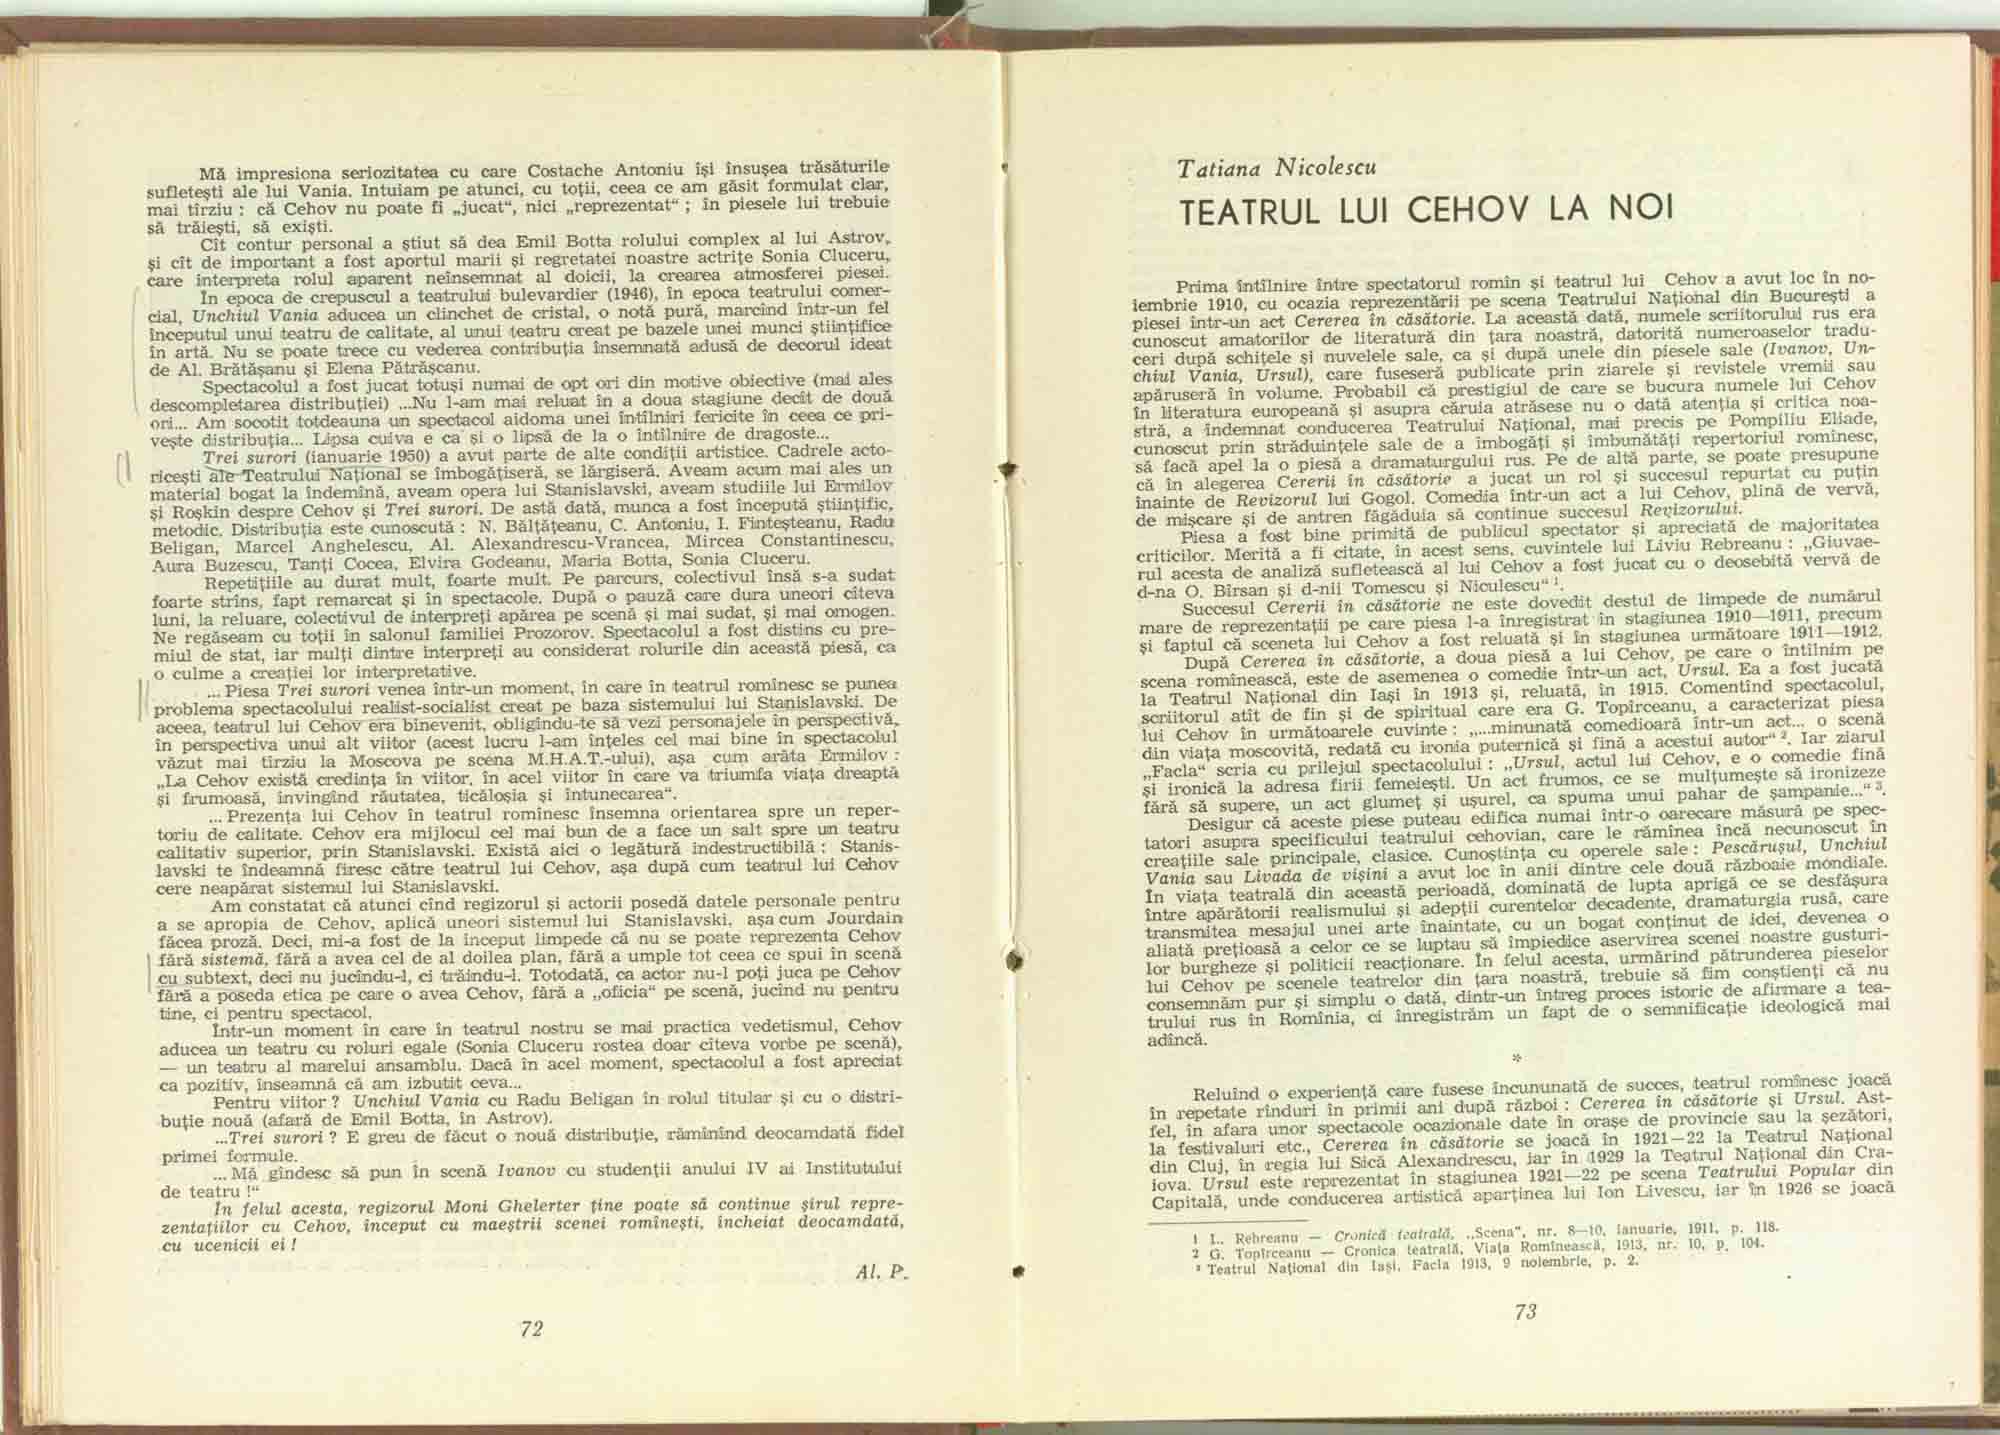 Mă impresiona seriozitatea cu care Costache Antoniu își însușea trăsăturile
sufletești ale lui Vania. Intuiam pe atunci, cu toții, ceea ce am găsit formulat clar,
mai tîrziu : că Cehov nu poate fi „jucat“, nici „reprezentat“ ; în piesele lui trebuie
să trăiești, să exiști.
Cît contur personal a știut să dea Emil Botta rolului complex al lui Astrov,
și cît de important a fost aportul marii și regretatei noastre actrițe Sonia Cluceru,
care interpreta rolul aparent neînsemnat al doicii, la crearea atmosferei piesei.
În epoca de crepuscul a teatrului bulevardier (1946), în epoca teatrului comer-
cial, Unchiul Vania aducea un clinchet de cristal, o notă pură, marcînd într-un fel
începutul unui teatru de calitate, al unui teatru creat pe bazele unei munci științifice
în artă. Nu se poate trece cu vederea contribuția însemnată adusă de decorul ideat
de Al. Brătășanu și Elena Pătrășcanu.
Spectacolul a fost jucat totuși numai de opt ori din motive obiective (mai ales
descompletarea distribuției) ...Nu l-am mai reluat în a doua stagiune decît de două
ori... Am socotit totdeauna un spectacol aidoma unei întîlniri fericite în ceea ce pri-
vește distribuția... Lipsa cuiva e ca și o lipsă de la o întîlnire de dragoste...
Trei surori (ianuarie 1950) a avut parte de alte condiții artistice. Cadrele acto-
ricești ale Teatrului Național se îmbogățiseră, se lărgiseră. Aveam acum mai ales un
material bogat la îndemînă, aveam opera lui Stanislavski, aveam studiile lui Ermilov
și Roșkin despre Cehov și Trei surori. De astă dată, munca a fost începută științific,
metodic. Distribuția este cunoscută : N. Bălțățeanu, C. Antoniu, I. Finteșteanu, Radu
Beligan, Marcel Anghelescu, Al. Alexandrescu-Vrancea, Mircea Constantinescu,
Aura Buzescu, Tanți Cocea, Elvira Godeanu, Maria Botta, Sonia Cluceru.
Repetițiile au durat mult, foarte mult. Pe parcurs, colectivul însă s-a sudat
foarte strîns, fapt remarcat și în spectacole. După o pauză care dura uneori cîteva
luni, la reluare, colectivul de interpreți apărea pe scenă și mai sudat, și mai omogen.
Ne regăseam cu toții în salonul familiei Prozorov. Spectacolul a fost distins cu pre-
miul de stat, iar mulți dintre interpreți au considerat rolurile din această piesă, ca
o culme a creației lor interpretative.
... Piesa Trei surori venea într-un moment, în care în teatrul romînesc se punea
problema spectacolului realist-socialist creat pe baza sistemului lui Stanislavski. De
aceea, teatrul lui Cehov era binevenit, obligîndu-te să vezi personajele în perspectivă,
în perspectiva unui alt viitor (acest lucru l-am înțeles cel mai bine în spectacolul
văzut mai tîrziu la Moscova pe scena M.H.A.T.-ului), așa cum arăta Ermilov :
„La Cehov există credința în viitor, în acel viitor în care va triumfa viața dreaptă
și frumoasă, învingînd răutatea, ticăloșia și întunecarea“.
... Prezența lui Cehov în teatrul romînesc însemna orientarea spre un reper-
toriu de calitate. Cehov era mijlocul cel mai bun de a face un salt spre un teatru
calitativ superior, prin Stanislavski. Există aici o legătură indestructibilă : Stanis-
lavski te îndeamnă firesc către teatrul lui Cehov, așa după cum teatrul lui Cehov
cere neapărat sistemul lui Stanislavski.
Am constatat că atunci cînd regizorul și actorii posedă datele personale pentru
a se apropia de Cehov, aplică uneori sistemul lui Stanislavski, așa cum Jourdain
făcea proză. Deci, mi-a fost de la început limpede că nu se poate reprezenta Cehov
fără sistemă, fără a avea cel de al doilea plan, fără a umple tot ceea ce spui în scenă
cu subtext, deci nu jucîndu-l, ci trăindu-l. Totodată, ca actor nu-l poți juca pe Cehov
fără a poseda etica pe care o avea Cehov, fără a „oficia“ pe scenă, jucînd nu pentru
tine, ci pentru spectacol.
Într-un moment în care în teatrul nostru se mai practica vedetismul, Cehov
aducea un teatru cu roluri egale (Sonia Cluceru rostea doar cîteva vorbe pe scenă),
— un teatru al marelui ansamblu. Dacă în acel moment, spectacolul a fost apreciat
ca pozitiv, înseamnă că am izbutit ceva...
Pentru viitor ? Unchiul Vania cu Radu Beligan în rolul titular și cu o distri-
buție nouă (afară de Emil Botta, în Astrov).
...Trei surori ? E greu de făcut o nouă distribuție, rămînînd deocamdată fidel
primei formule.
... Mă gîndesc să pun în scenă Ivanov cu studenții anului IV ai Institutului
de teatru !“
În felul acesta, regizorul Moni Ghelerter ține poate să continue șirul repre-
zentațiilor cu Cehov, început cu maeștrii scenei romînești, încheiat deocamdată,
cu ucenicii ei !
Al. P.
72
Tatiana Nicolescu
TEATRUL LUI CEHOV LA NOI
Prima întîlnire între spectatorul romîn și teatrul lui Cehov a avut loc în no-
iembrie 1910, cu ocazia reprezentării pe scena Teatrului Național din București a
piesei într-un act Cererea în căsătorie. La această dată, numele scriitorului rus era
cunoscut amatorilor de literatură din țara noastră, datorită numeroaselor tradu-
ceri după schițele și nuvelele sale, ca și după unele din piesele sale (Ivanov, Un-
chiul Vania, Ursul), care fuseseră publicate prin ziarele și revistele vremii sau
apăruseră în volume. Probabil că prestigiul de care se bucura numele lui Cehov
în literatura europeană și asupra căruia atrăsese nu o dată atenția și critica noa-
stră, a îndemnat conducerea Teatrului Național, mai precis pe Pompiliu Eliade,
cunoscut prin străduințele sale de a îmbogăți și îmbunătăți repertoriul romînesc,
să facă apel la o piesă a dramaturgului rus. Pe de altă parte, se poate presupune
că în alegerea Cererii în căsătorie a jucat un rol și succesul repurtat cu puțin
înainte de Revizorul lui Gogol. Comedia într-un act a lui Cehov, plină de vervă,
de mișcare și de antren făgăduia să continue succesul Revizorului.
Piesa a fost bine primită de publicul spectator și apreciată de majoritatea
criticilor. Merită a fi citate, în acest sens, cuvintele lui Liviu Rebreanu : „Giuvae-
rul acesta de analiză sufletească al lui Cehov a fost jucat cu o deosebită vervă de
d-na O. Bîrsan și d-nii Tomescu și Niculescu“ 1.
Succesul Cererii în căsătorie ne este dovedit destul de limpede de numărul
mare de reprezentații pe care piesa l-a înregistrat în stagiunea 1910—1911, precum
și faptul că sceneta lui Cehov a fost reluată și în stagiunea următoare 1911—1912.
După Cererea în căsătorie, a doua piesă a lui Cehov, pe care o întîlnim pe
scena romînească, este de asemenea o comedie într-un act, Ursul. Ea a fost jucată
la Teatrul Național din Iași în 1913 și, reluată, în 1915. Comentind spectacolul,
scriitorul atît de fin și de spiritual care era G. Topîrceanu, a caracterizat piesa
lui Cehov în următoarele cuvinte : „...minunată comedioară într-un act... o scenă
din viața moscovită, redată cu ironia puternică și fină a acestui autor“ 2. Iar ziarul
„Facla“ scria cu prilejul spectacolului : „Ursul, actul lui Cehov, e o comedie fină
și ironică la adresa firii femeiești. Un act frumos, ce se mulțumește să ironizeze
fără să supere, un act glumeț și ușurel, ca spuma unui pahar de șampanie...“ 3.
Desigur că aceste piese puteau edifica numai într-o oarecare măsură pe spec-
tatori asupra specificului teatrului cehovian, care le rămînea încă necunoscut în
creațiile sale principale, clasice. Cunoștința cu operele sale : Pescărușul, Unchiul
Vania sau Livada de vișini a avut loc în anii dintre cele două războaie mondiale.
În viața teatrală din această perioadă, dominată de lupta aprigă ce se desfășura
între apărătorii realismului și adepții curentelor decadente, dramaturgia rusă, care
transmitea mesajul unei arte înaintate, cu un bogat conținut de idei, devenea o
aliată prețioasă a celor ce se luptau să împiedice aservirea scenei noastre gusturi-
lor burgheze și politicii reacționare. În felul acesta, urmărind pătrunderea pieselor
lui Cehov pe scenele teatrelor din țara noastră, trebuie să fim conștienți că nu
consemnăm pur și simplu o dată, dintr-un întreg proces istoric de afirmare a tea-
trului rus în Romînia, ci înregistrăm un fapt de o semnificație ideologică mai
adîncă.
*
Reluînd o experiență care fusese încununată de succes, teatrul romînesc joacă
în repetate rînduri în primii ani după război : Cererea în căsătorie și Ursul. Ast-
fel, în afara unor spectacole ocazionale date în orașe de provincie sau la șezători,
la festivaluri etc., Cererea în căsătorie se joacă în 1921—22 la Teatrul Național
din Cluj, în regia lui Sică Alexandrescu, iar în 1929 la Teatrul Național din Cra-
iova. Ursul este reprezentat în stagiunea 1921—22 pe scena Teatrului Popular din
Capitală, unde conducerea artistică aparținea lui Ion Livescu, iar în 1926 se joacă
1 L. Rebreanu — Cronică teatrală, „Scena“, nr. 8—10, ianuarie, 1911, p. 118.
2 G. Topîrceanu — Cronica teatrală, Viața Romînească, 1913, nr. 10, p. 104.
3 Teatrul Național din Iași, Facla 1913, 9 noiembrie, p. 2.
73